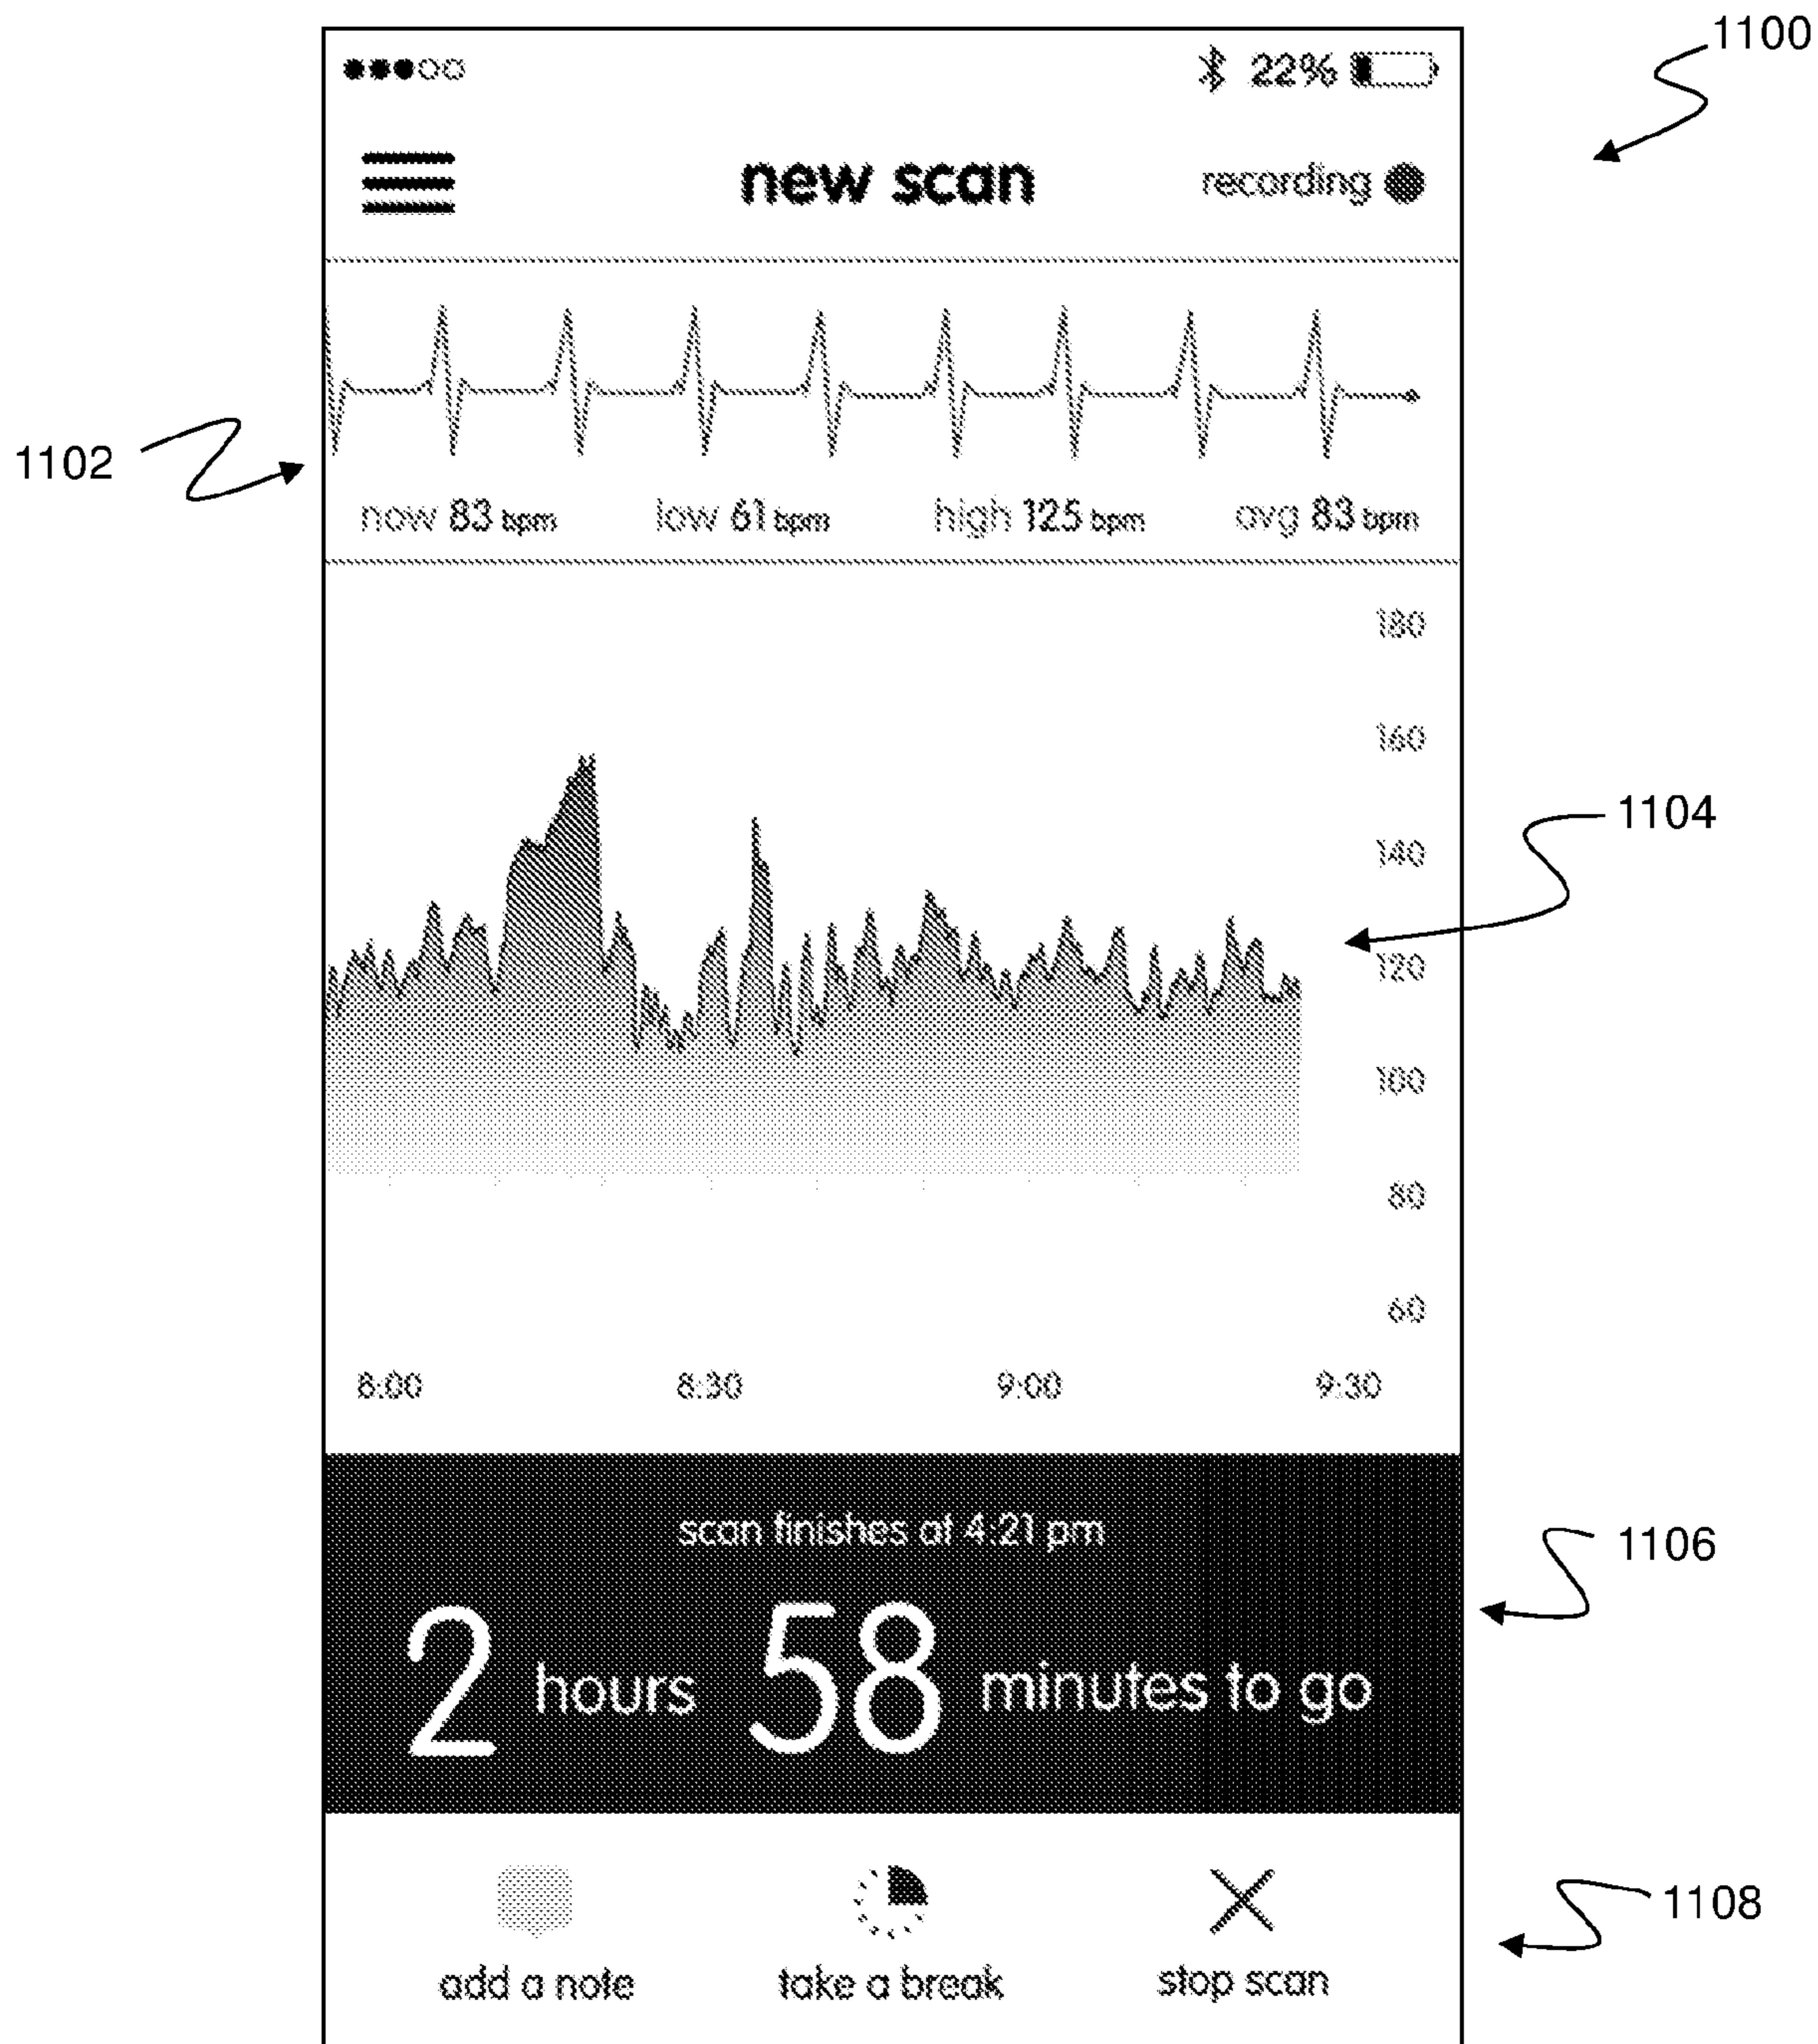 1100
22%
new scan
recording
1102
now 83 bpm low 61 bpm high 125 bpm avg 83 bpm
180
160
1104
140
120
100
80
60
8:00 8:30 9:00 9:30
scan finishes at 4:21 pm
1106
2 hours 58 minutes to go
1108
add a note take a break stop scan